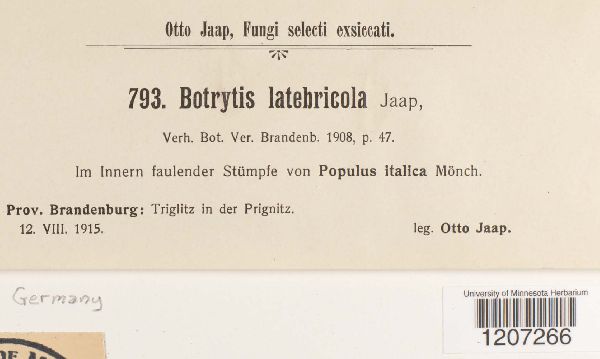 Otto Jaap, Fungi selecti exsiccati.
793. Botrytis latebricola Jaap,
Verh. Bot. Ver. Brandenb. 1908, p. 47.
Im Innern faulender Stümpfe von Populus italica Mönch.
Prov. Brandenburg: Triglitz in der Prignitz.
12. VIII. 1915. leg. Otto Jaap.
Germany
University of Minnesota Herbarium
1207266